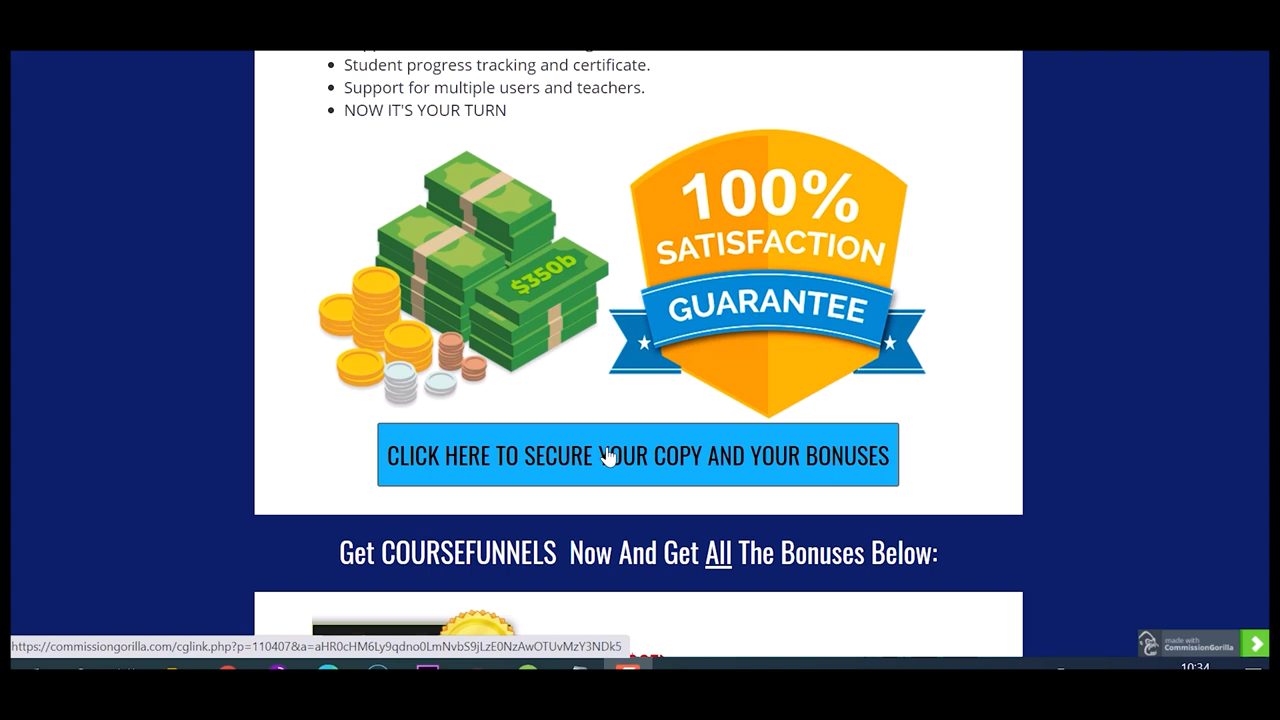 Student progress tracking and certificate.
Support for multiple users and teachers.
NOW IT'S YOUR TURN
$350b
100%
SATISFACTION
GUARANTEE
CLICK HERE TO SECURE YOUR COPY AND YOUR BONUSES
Get COURSEFUNNELS Now And Get All The Bonuses Below:
https://commissiongorilla.com/cglink.php?p=110407&a=aHR0cHM6Ly9qdno0LmNvbS9jLzE0NzAwOTUvMzY3NDk5
made with
CommissionGorilla
10:34